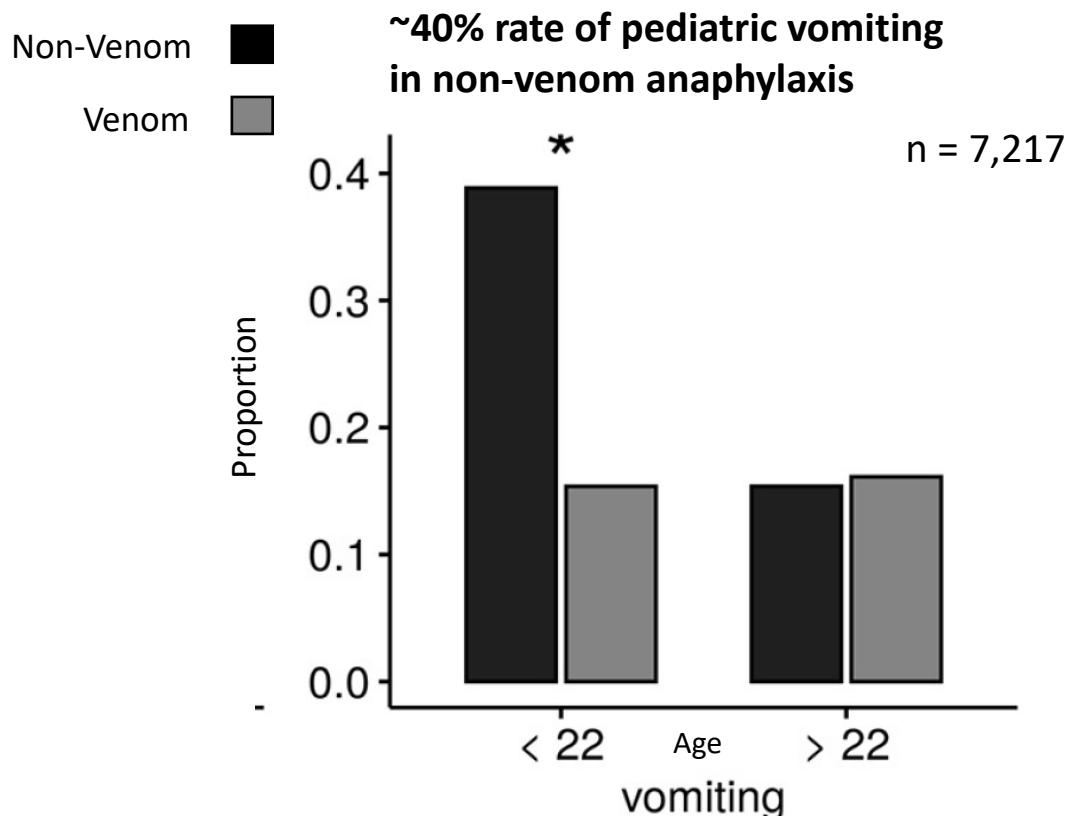 Non-Venom
Venom
~40% rate of pediatric vomiting
in non-venom anaphylaxis
n = 7,217
*
0.4
0.3
0.2
0.1
0.0
Proportion
< 22
Age
> 22
vomiting